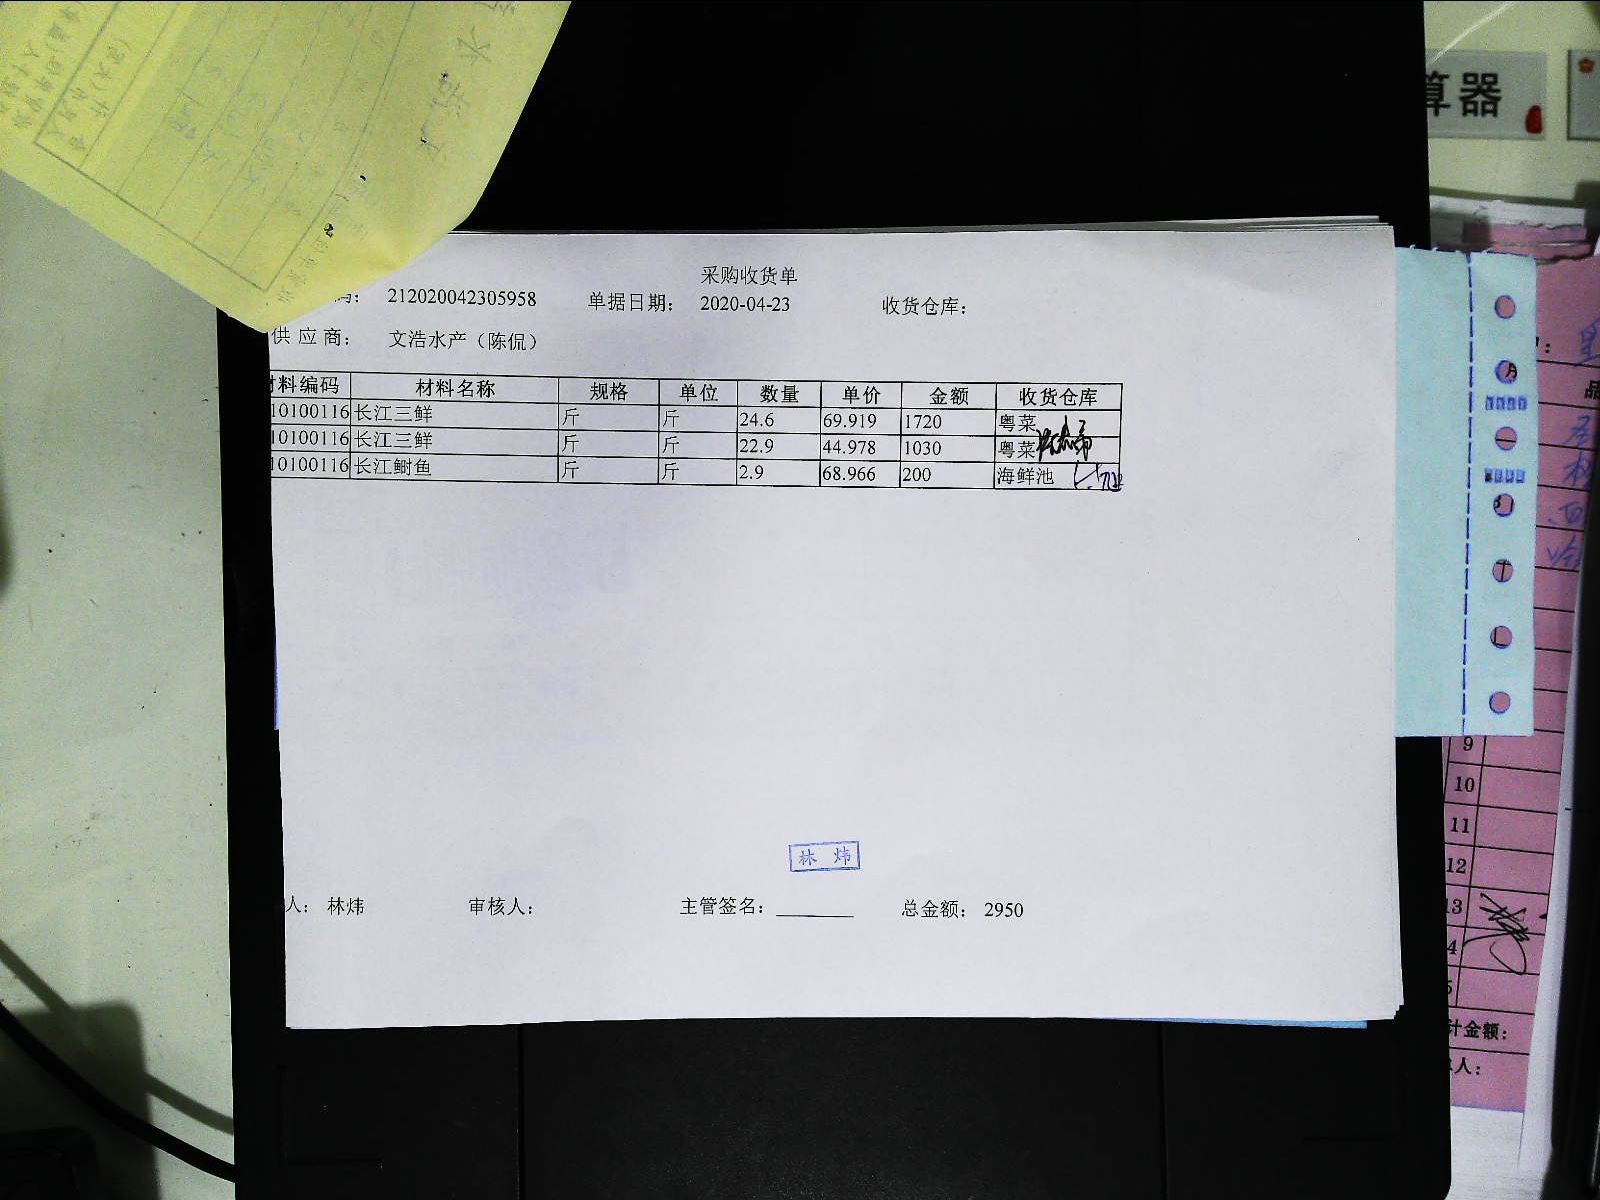 采购收货单
码: 212020042305958 单据日期: 2020-04-23 收货仓库:
供应商: 文浩水产（陈侃）
材料编码 材料名称 规格 单位 数量 单价 金额 收货仓库
10100116 长江三鲜 斤 斤 24.6 69.919 1720 粤菜
10100116 长江三鲜 斤 斤 22.9 44.978 1030 粤菜
10100116 长江鲥鱼 斤 斤 2.9 68.966 200 海鲜池
林 炜
人: 林炜 审核人: 主管签名: 总金额: 2950
算器
9
10
11
12
13
4
5
计金额:
人: